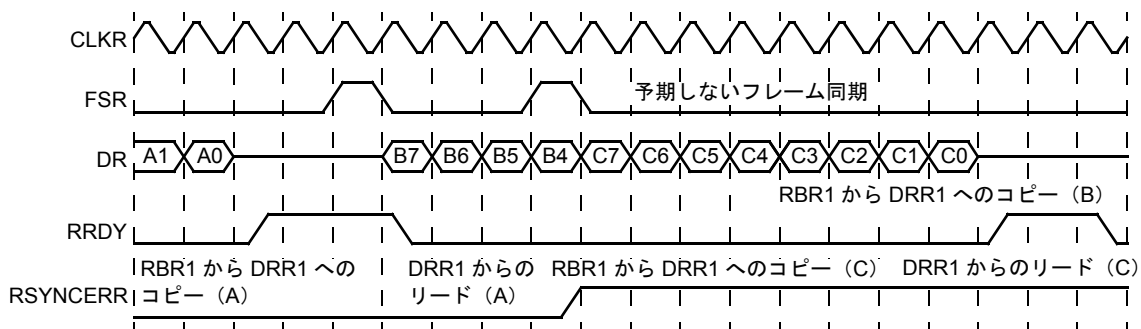 CLKR
FSR
予期しないフレーム同期
DR
A1 A0 B7 B6 B5 B4 C7 C6 C5 C4 C3 C2 C1 C0
RBR1 から DRR1 へのコピー（B）
RRDY
RBR1 から DRR1 への
コピー（A）
DRR1 からの
リード（A）
RBR1 から DRR1 へのコピー（C）
DRR1 からのリード（C）
RSYNCERR